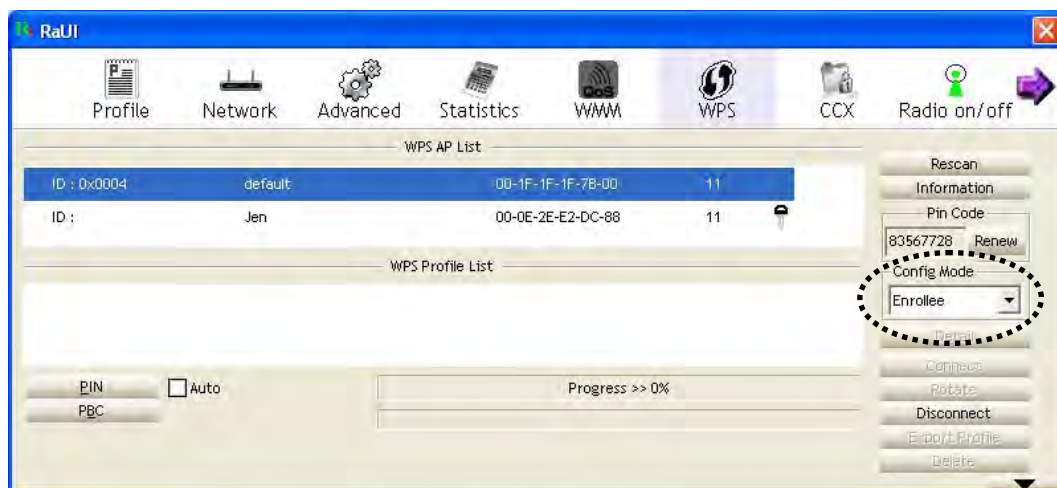 RaUI
Profile Network Advanced Statistics QoS WMM WPS CCX Radio on/off
WPS AP List
ID : 0x0004 default 00-1F-1F-1F-7B-00 11
ID : Jen 00-0E-2E-E2-DC-88 11
WPS Profile List
Rescan
Information
Pin Code
83567728 Renew
Config Mode
Enrollee
Detail
Connect
Rotate
Disconnect
Export Profile
Delete
PIN Auto Progress >> 0%
PBC